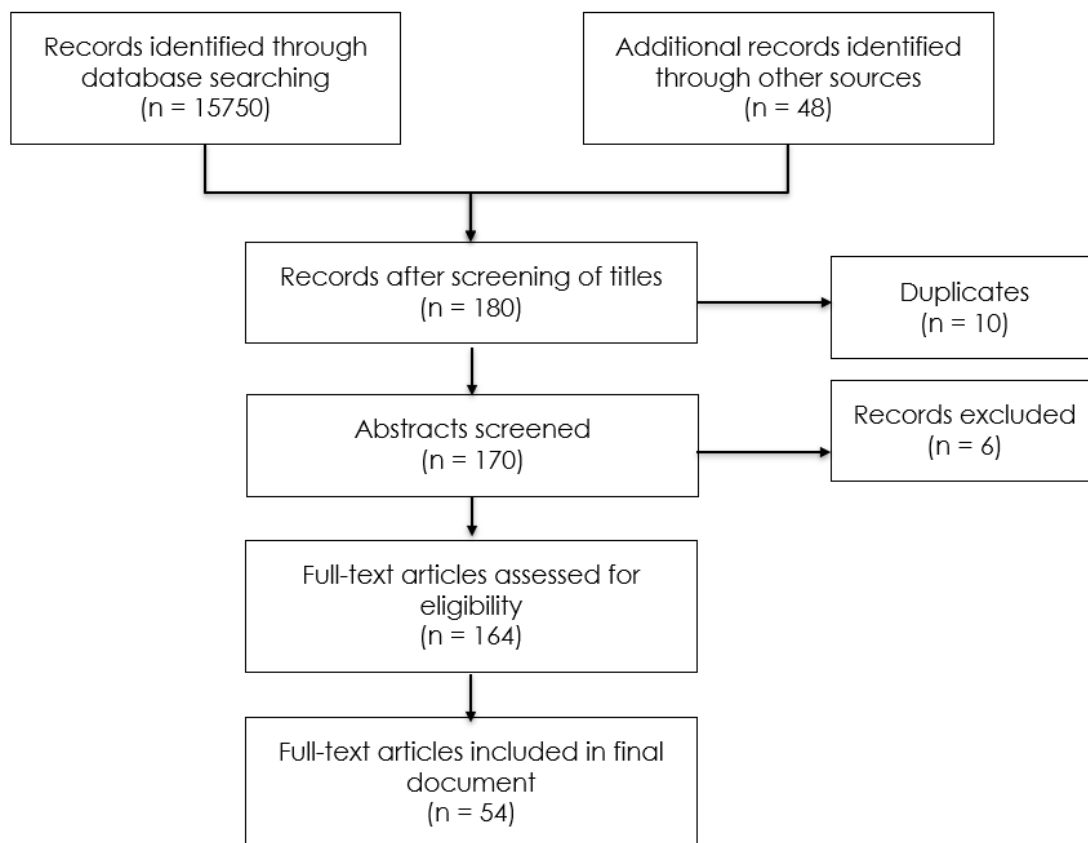 Records identified through
database searching
(n = 15750)
Additional records identified
through other sources
(n = 48)
Records after screening of titles
(n = 180)
Duplicates
(n = 10)
Abstracts screened
(n = 170)
Records excluded
(n = 6)
Full-text articles assessed for
eligibility
(n = 164)
Full-text articles included in final
document
(n = 54)